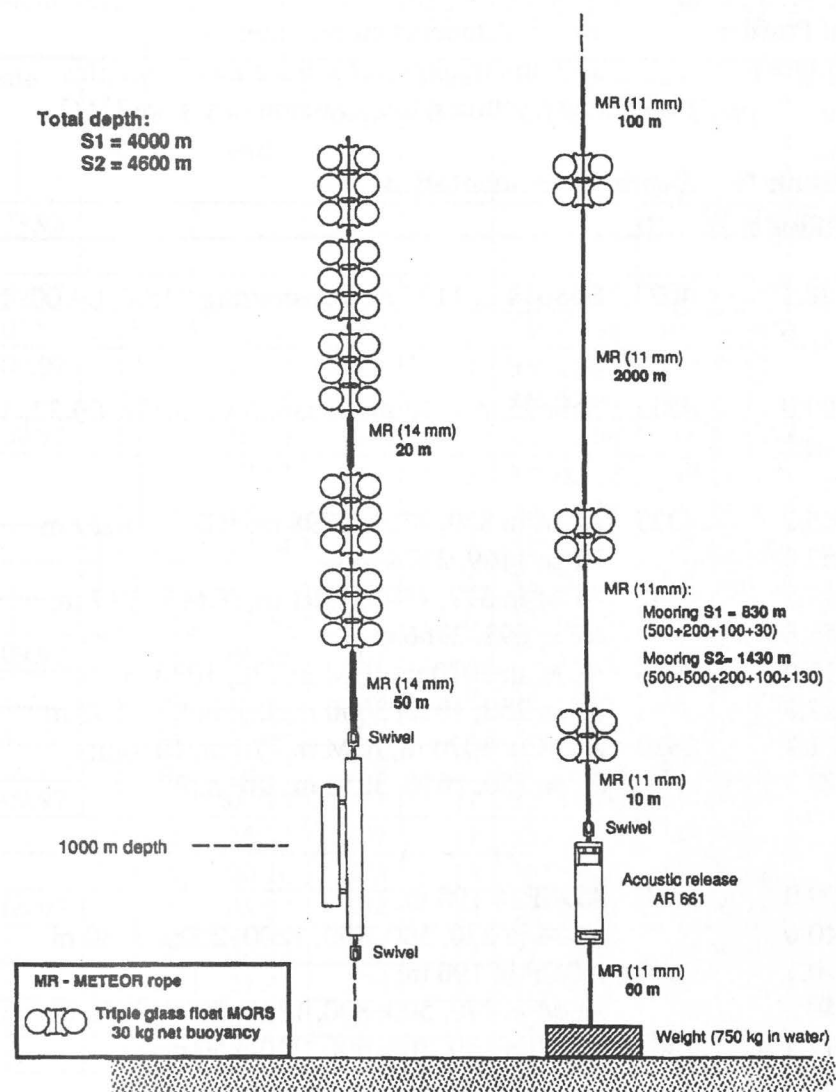 Total depth:
S1 = 4000 m
S2 = 4600 m
MR (14 mm)
20 m
MR (14 mm)
50 m
Swivel
1000 m depth
Swivel
MR - METEOR rope
Triple glass float MORS
30 kg net buoyancy
MR (11 mm)
100 m
MR (11 mm)
2000 m
MR (11mm):
Mooring S1 = 830 m
(500+200+100+30)
Mooring S2= 1430 m
(500+500+200+100+130)
MR (11 mm)
10 m
Swivel
Acoustic release
AR 661
MR (11 mm)
60 m
Weight (750 kg in water)